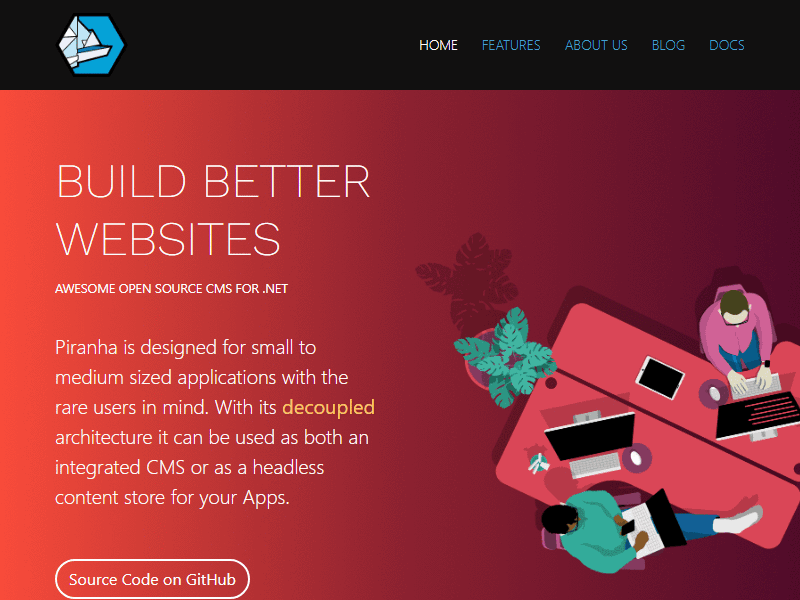 HOME FEATURES ABOUT US BLOG DOCS
BUILD BETTER
WEBSITES
AWESOME OPEN SOURCE CMS FOR .NET
Piranha is designed for small to
medium sized applications with the
rare users in mind. With its decoupled
architecture it can be used as both an
integrated CMS or as a headless
content store for your Apps.
Source Code on GitHub